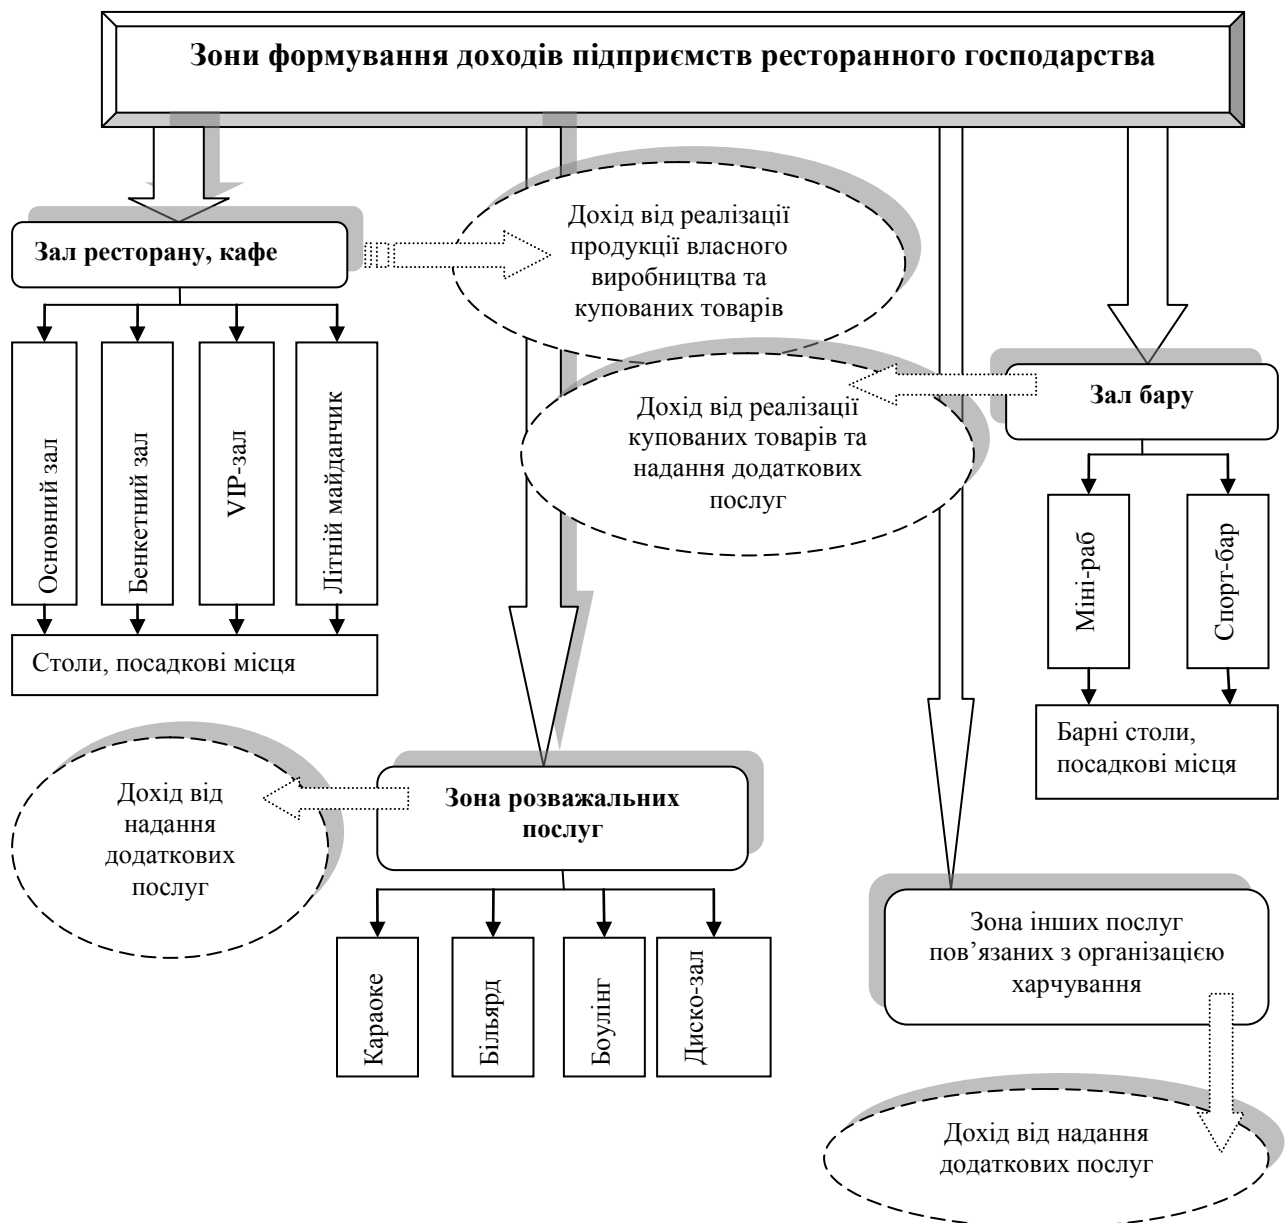 Зони формування доходів підприємств ресторанного господарства
Зал ресторану, кафе
Дохід від реалізації
продукції власного
виробництва та
купованих товарів
Основний зал
Бенкетний зал
VIP-зал
Літній майданчик
Столи, посадкові місця
Дохід від реалізації
купованих товарів та
надання додаткових
послуг
Зал бару
Міні-раб
Спорт-бар
Барні столи,
посадкові місця
Дохід від
надання
додаткових
послуг
Зона розважальних
послуг
Караоке
Більярд
Боулінг
Диско-зал
Зона інших послуг
пов’язаних з організацією
харчування
Дохід від надання
додаткових послуг